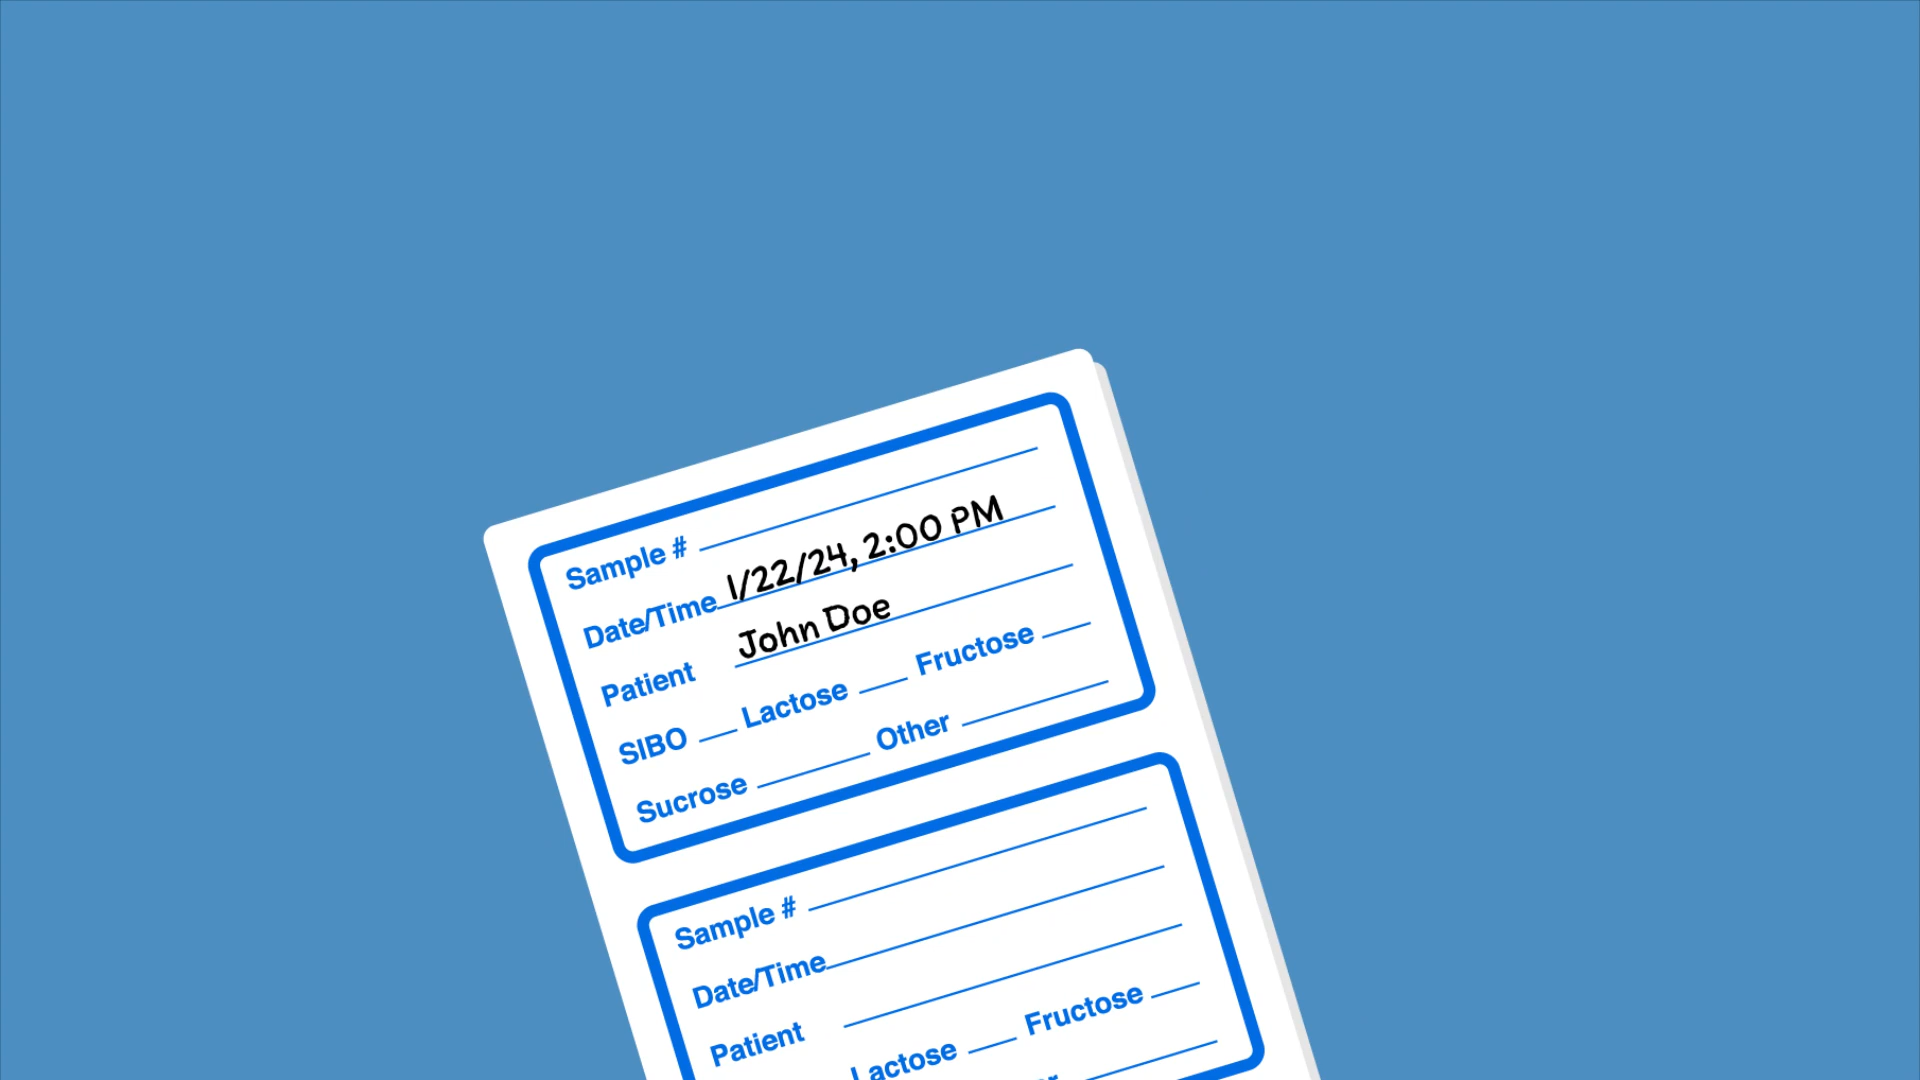 Sample #
Date/Time 1/22/24, 2:00 PM
Patient John Doe
SIBO Lactose Fructose
Sucrose Other
Sample #
Date/Time
Patient
Lactose Fructose